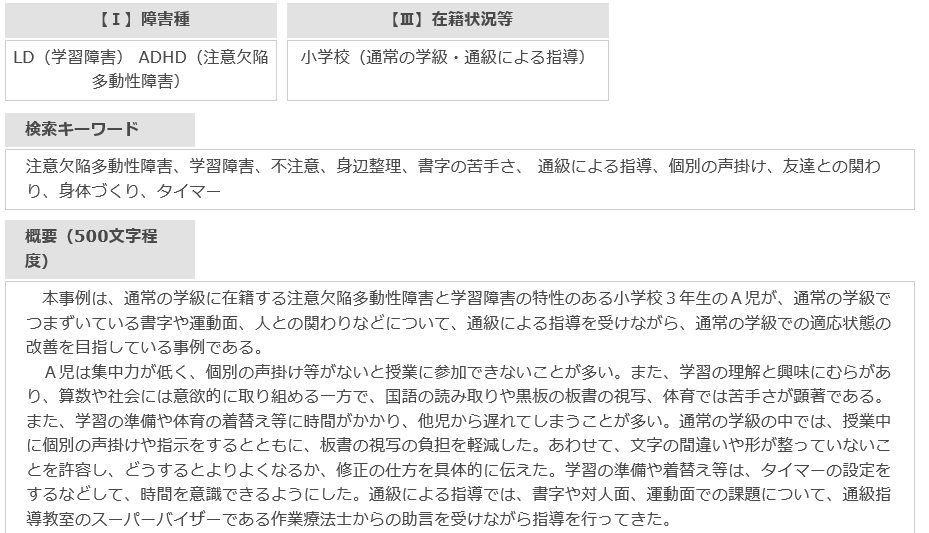 【Ⅰ】障害種
【Ⅲ】在籍状況等
LD（学習障害） ADHD（注意欠陥
多動性障害）
小学校（通常の学級・通級による指導）
検索キーワード
注意欠陥多動性障害、学習障害、不注意、身辺整理、書字の苦手さ、 通級による指導、個別の声掛け、友達との関わ
り、身体づくり、タイマー
概要（500文字程
度）
　本事例は、通常の学級に在籍する注意欠陥多動性障害と学習障害の特性のある小学校３年生のＡ児が、通常の学級で
つまずいている書字や運動面、人との関わりなどについて、通級による指導を受けながら、通常の学級での適応状態の
改善を目指している事例である。
　Ａ児は集中力が低く、個別の声掛け等がないと授業に参加できないことが多い。また、学習の理解と興味にむらがあ
り、算数や社会には意欲的に取り組める一方で、国語の読み取りや黒板の板書の視写、体育では苦手さが顕著である。
また、学習の準備や体育の着替え等に時間がかかり、他児から遅れてしまうことが多い。通常の学級の中では、授業中
に個別の声掛けや指示をするとともに、板書の視写の負担を軽減した。あわせて、文字の間違いや形が整っていないこ
とを許容し、どうするとよりよくなるか、修正の仕方を具体的に伝えた。学習の準備や着替え等は、タイマーの設定を
するなどして、時間を意識できるようにした。通級による指導では、書字や対人面、運動面での課題について、通級指
導教室のスーパーバイザーである作業療法士からの助言を受けながら指導を行ってきた。